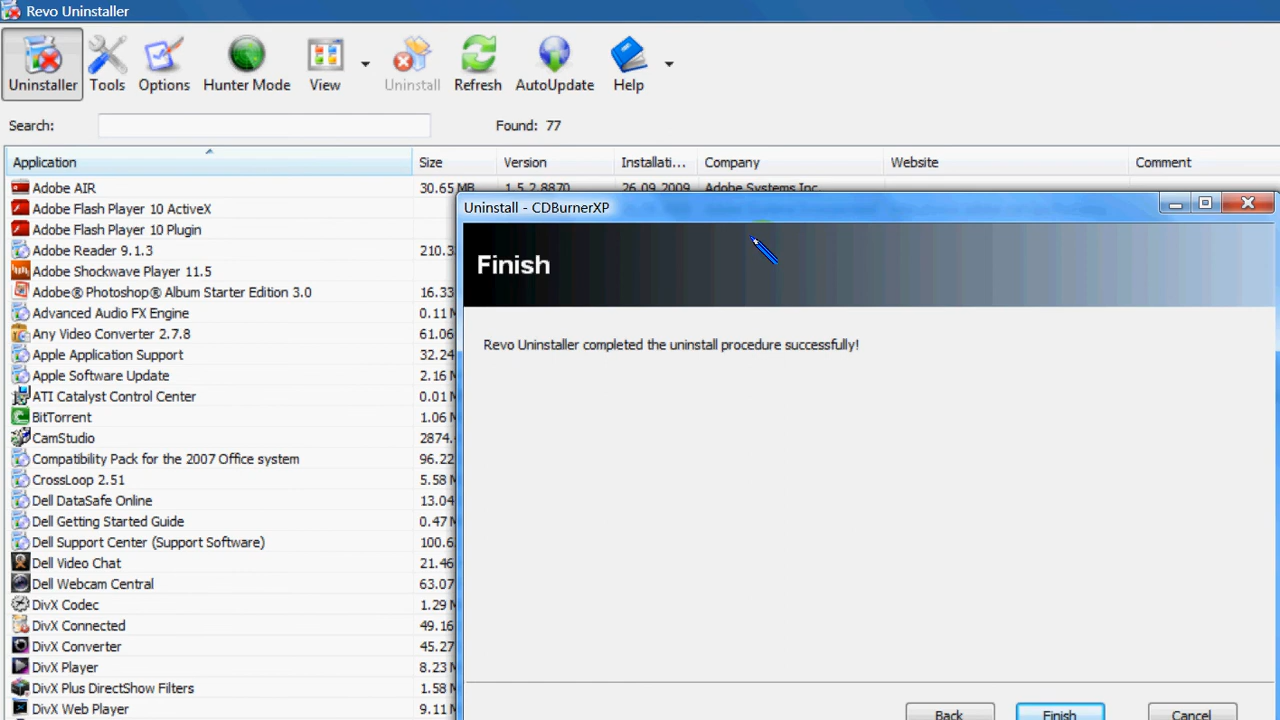 Revo Uninstaller
Uninstaller Tools Options Hunter Mode View Uninstall Refresh AutoUpdate Help
Search: Found: 77
Application Size Version Installati... Company Website Comment
Adobe AIR 30.65 MB 1.5.2.8870 26.09.2009 Adobe Systems Inc.
Uninstall - CDBurnerXP
Adobe Flash Player 10 ActiveX
Adobe Flash Player 10 Plugin
Adobe Reader 9.1.3 210.3
Finish
Adobe Shockwave Player 11.5
Adobe® Photoshop® Album Starter Edition 3.0 16.33
Advanced Audio FX Engine 0.11 M
Any Video Converter 2.7.8 61.06
Revo Uninstaller completed the uninstall procedure successfully!
Apple Application Support 32.24
Apple Software Update 2.16 M
ATI Catalyst Control Center 0.01 M
BitTorrent 1.06 M
CamStudio 2874.
Compatibility Pack for the 2007 Office system 96.22
CrossLoop 2.51 5.58 M
Dell DataSafe Online 13.04
Dell Getting Started Guide 0.47 M
Dell Support Center (Support Software) 100.6
Dell Video Chat 21.46
Dell Webcam Central 63.07
DivX Codec 1.29 M
DivX Connected 49.16
DivX Converter 45.27
DivX Player 8.23 M
DivX Plus DirectShow Filters 1.58 M
DivX Web Player 9.11 M
Back Finish Cancel